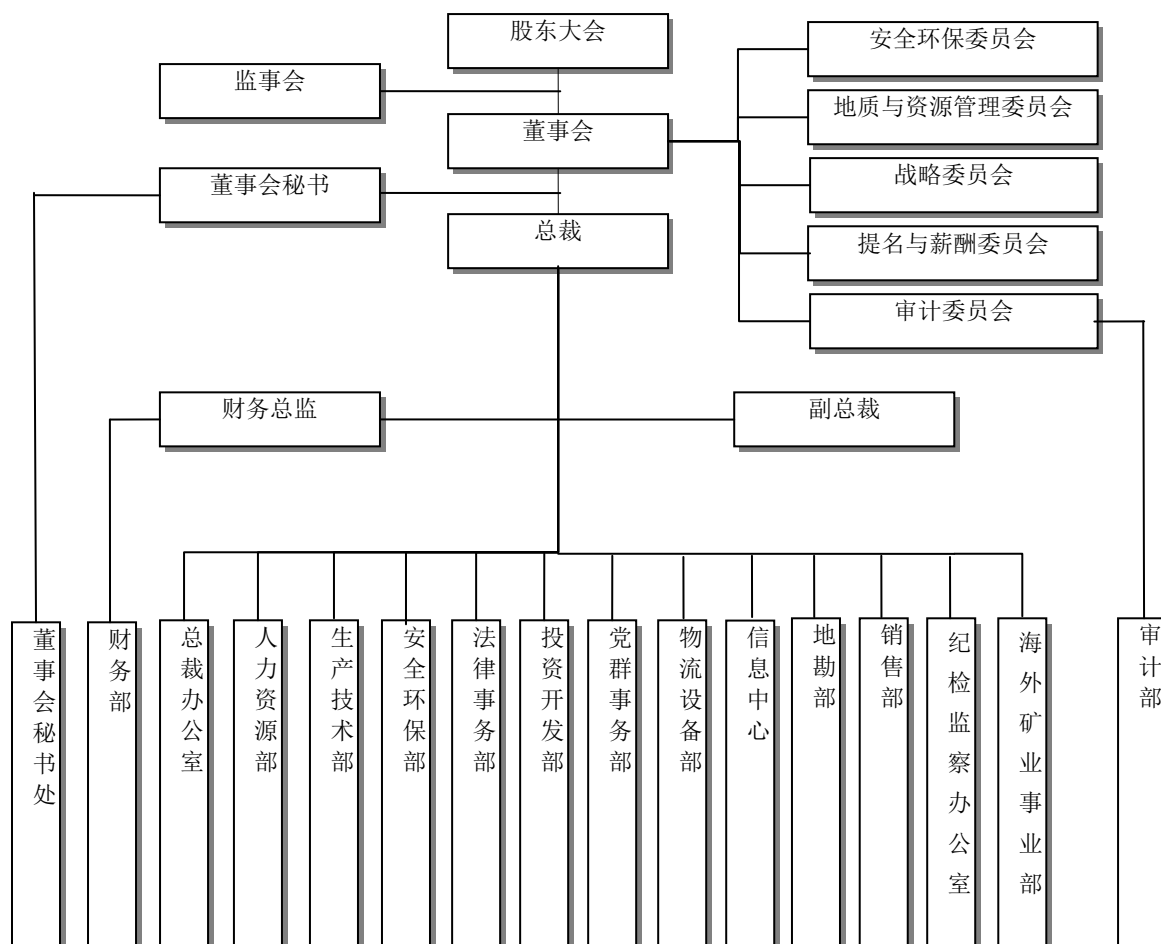 股东大会
安全环保委员会
监事会
地质与资源管理委员会
董事会
战略委员会
董事会秘书
总裁
提名与薪酬委员会
审计委员会
财务总监
副总裁
董事会秘书处
财务部
总裁办公室
人力资源部
生产技术部
安全环保部
法律事务部
投资开发部
党群事务部
物流设备部
信息中心
地勘部
销售部
纪检监察办公室
海外矿业事业部
审计部